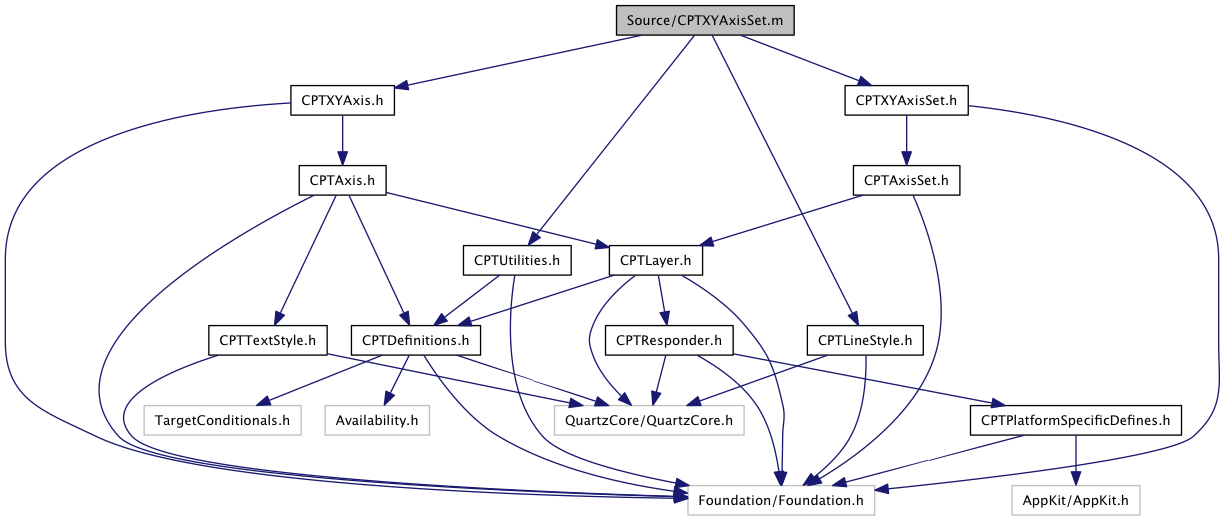 Source/CPTXYAxisSet.m
CPTXYAxis.h
CPTXYAxisSet.h
CPTAxis.h
CPTAxisSet.h
CPTUtilities.h
CPTLayer.h
CPTTextStyle.h
CPTDefinitions.h
CPTResponder.h
CPTLineStyle.h
TargetConditionals.h
Availability.h
QuartzCore/QuartzCore.h
CPTPlatformSpecificDefines.h
Foundation/Foundation.h
AppKit/AppKit.h